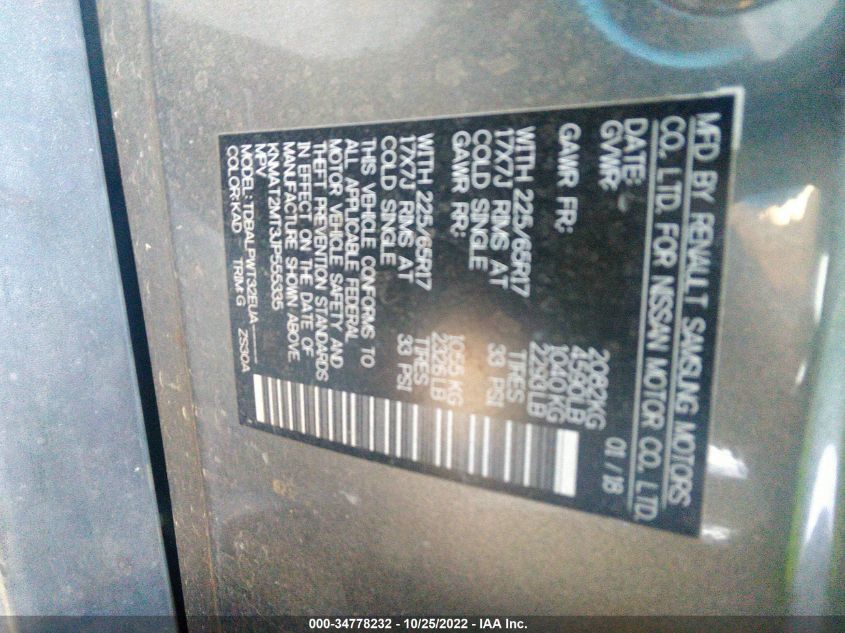 MFD BY RENAULT SAMSUNG MOTORS
CO., LTD. FOR NISSAN MOTOR CO., LTD.
DATE: 01/18
GVWR: 2082KG
4590LB
GAWR FR: 1040KG
2293LB
WITH 225/65R17 TIRES
17X7J RIMS AT 33 PSI
COLD SINGLE
GAWR RR: 1055KG
2326LB
WITH 225/65R17 TIRES
17X7J RIMS AT 33 PSI
COLD SINGLE
THIS VEHICLE CONFORMS TO
ALL APPLICABLE FEDERAL
MOTOR VEHICLE SAFETY AND
THEFT PREVENTION STANDARDS
IN EFFECT ON THE DATE OF
MANUFACTURE SHOWN ABOVE.
KNMAT2MT3JP555335
MPV
MODEL: TDBALPWT32EUA------
COLOR:KAD TRIM:G ZS30A
000-34778232 - 10/25/2022 - IAA Inc.